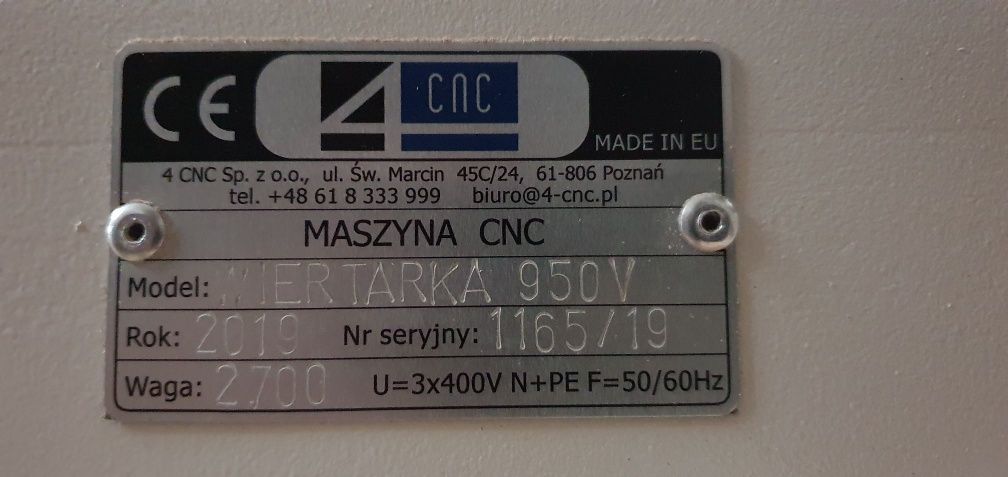 CE 4 CNC MADE IN EU
4 CNC Sp. z o.o., ul. Św. Marcin 45C/24, 61-806 Poznań
tel. +48 61 8 333 999 biuro@4-cnc.pl
MASZYNA CNC
Model: WIERTARKA 950V
Rok: 2019 Nr seryjny: 1165/19
Waga: 2700 U=3x400V N+PE F=50/60Hz